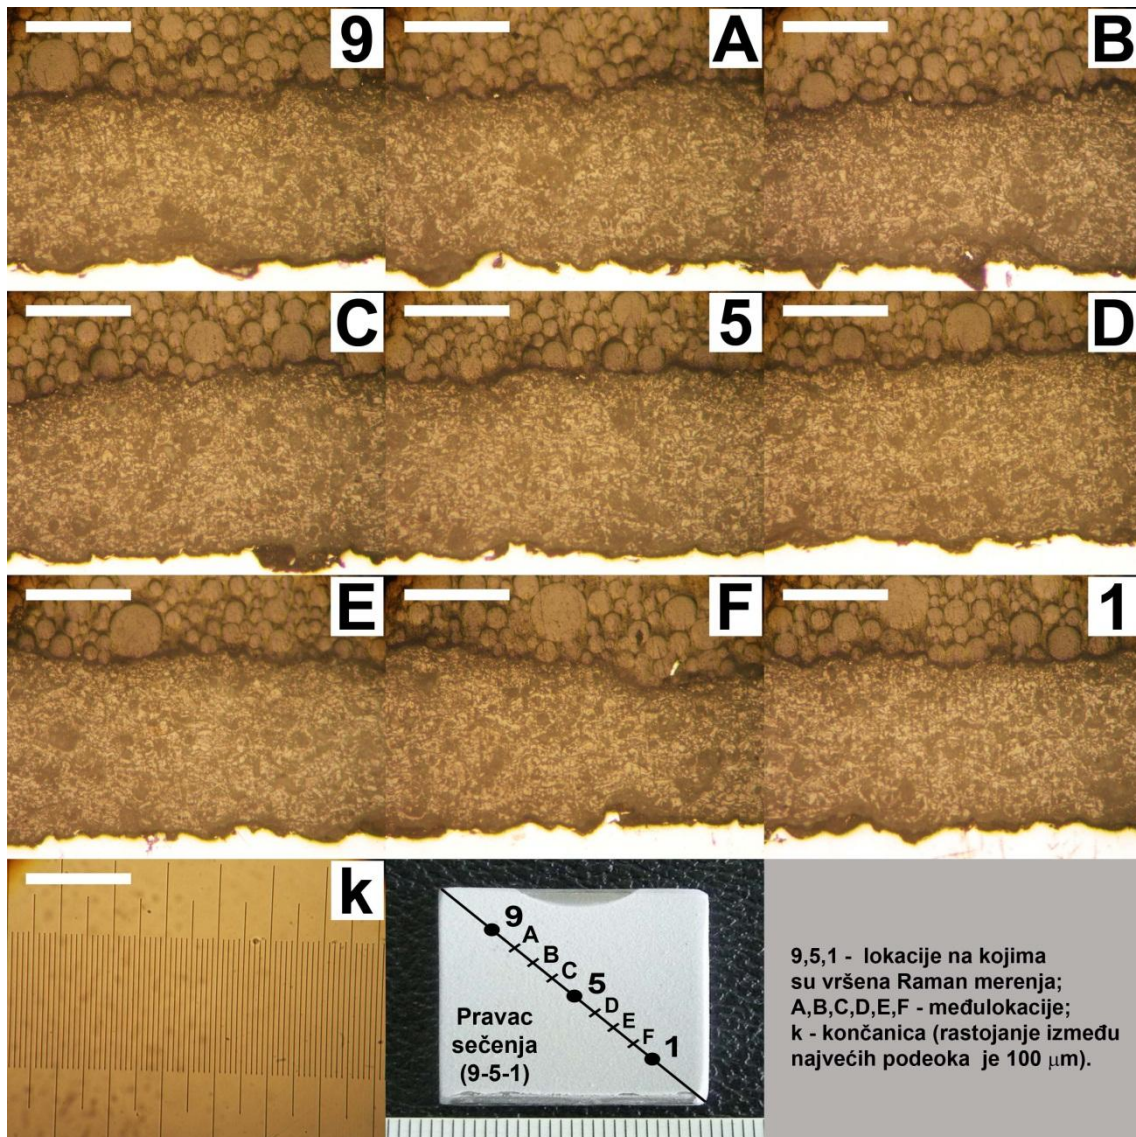 9
A
B
C
5
D
E
F
1
k
9
A
B
C
5
D
E
F
1
Pravac
sečenja
(9-5-1)
9,5,1 - lokacije na kojima
su vršena Raman merenja;
A,B,C,D,E,F - međulokacije;
k - končanica (rastojanje između
najvećih podeoka je 100 μm).